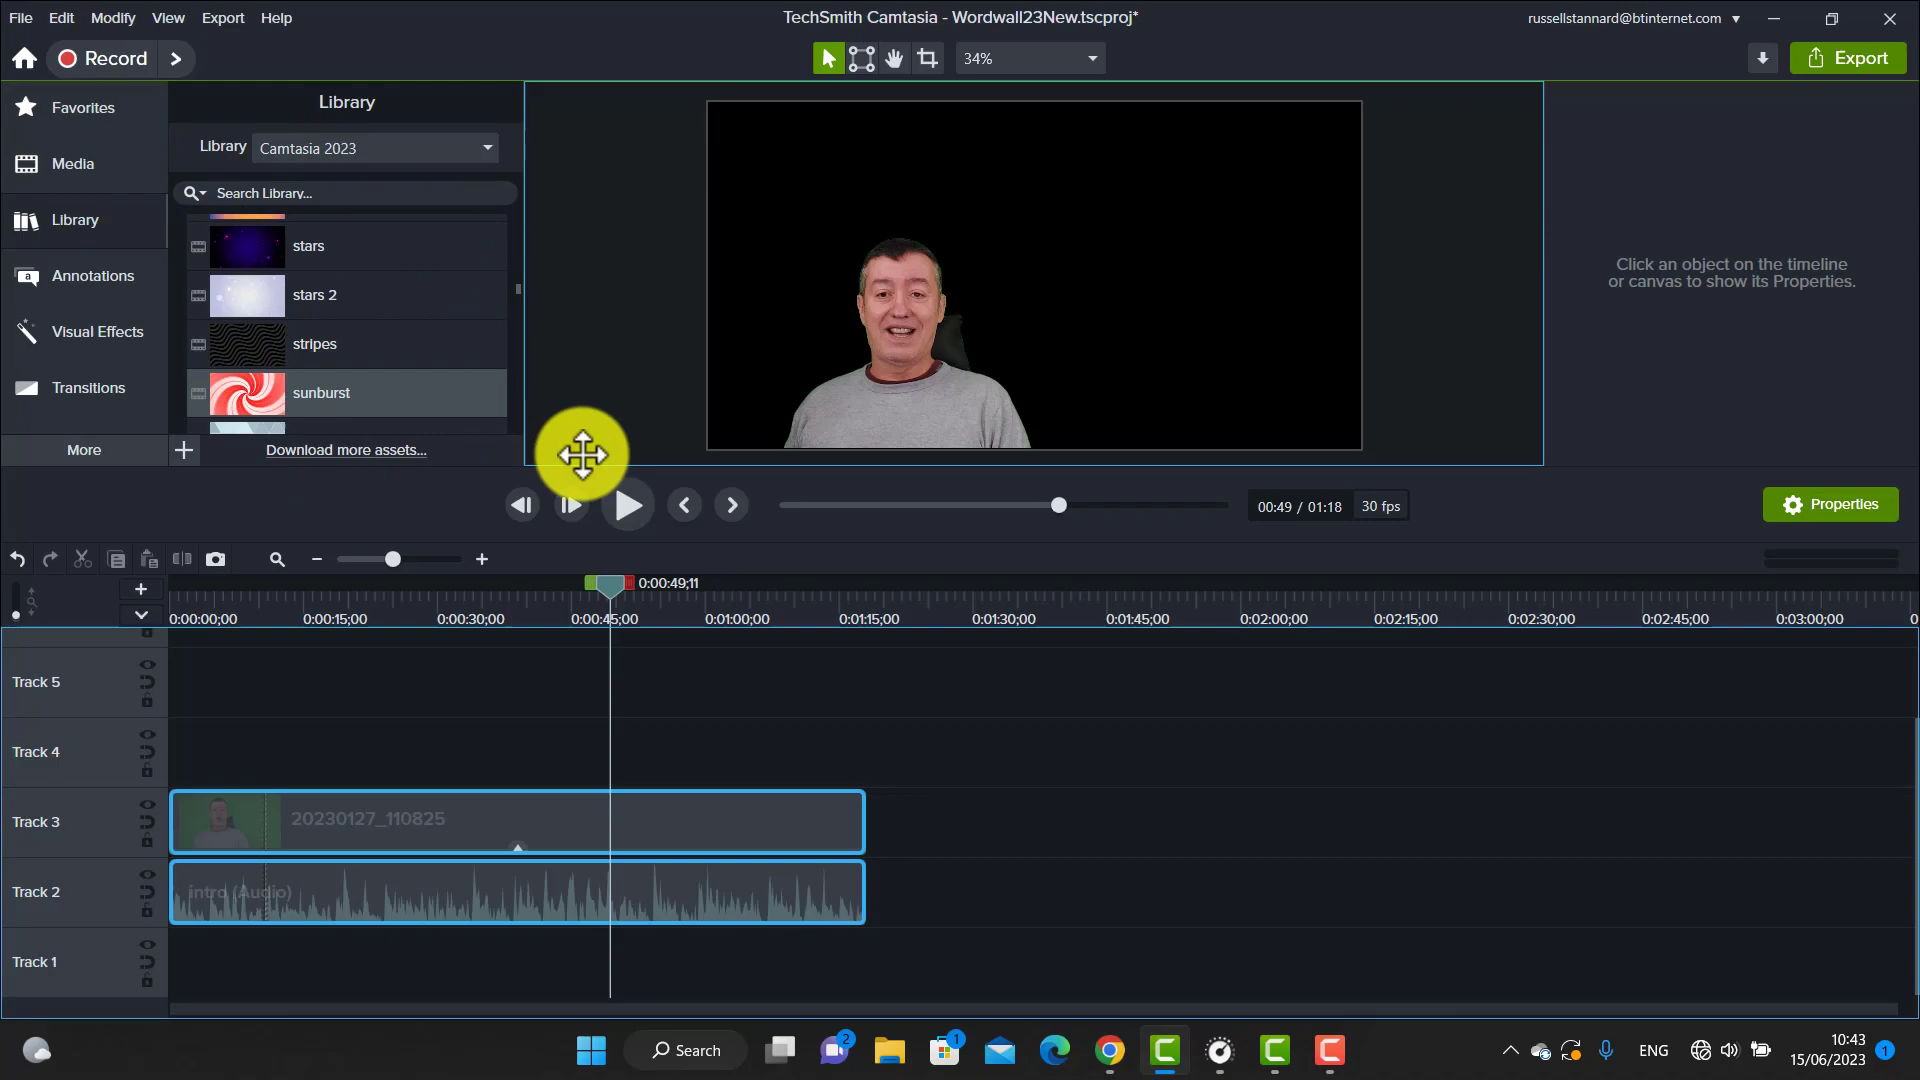 File Edit Modify View Export Help
TechSmith Camtasia - Wordwall23New.tscproj*
russellstannard@btinternet.com
Record
34%
Export
Favorites
Media
Library
Annotations
Visual Effects
Transitions
More
Library
Library Camtasia 2023
Search Library...
stars
stars 2
stripes
sunburst
Download more assets...
Click an object on the timeline
or canvas to show its Properties.
00:49 / 01:18 30 fps
Properties
0:00:49;11
0:00:00;00 0:00:15;00 0:00:30;00 0:00:45;00 0:01:00;00 0:01:15;00 0:01:30;00 0:01:45;00 0:02:00;00 0:02:15;00 0:02:30;00 0:02:45;00 0:03:00;00 0
Track 5
Track 4
Track 3
20230127_110825
Track 2
intro (Audio)
Track 1
Search
2
1
ENG
10:43
15/06/2023
1